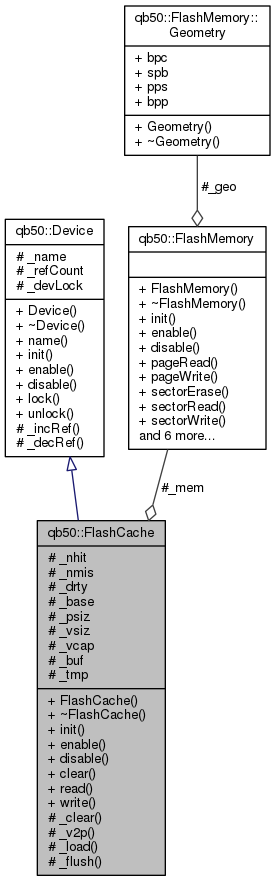 qb50::FlashMemory::
Geometry
+ bpc
+ spb
+ pps
+ bpp
+ Geometry()
+ ~Geometry()
#_geo
qb50::Device
# _name
# _refCount
# _devLock
+ Device()
+ ~Device()
+ name()
+ init()
+ enable()
+ disable()
+ lock()
+ unlock()
# _incRef()
# _decRef()
qb50::FlashMemory
+ FlashMemory()
+ ~FlashMemory()
+ init()
+ enable()
+ disable()
+ pageRead()
+ pageWrite()
+ sectorErase()
+ sectorRead()
+ sectorWrite()
and 6 more...
#_mem
qb50::FlashCache
# _nhit
# _nmis
# _drty
# _base
# _psiz
# _vsiz
# _vcap
# _buf
# _tmp
+ FlashCache()
+ ~FlashCache()
+ init()
+ enable()
+ disable()
+ clear()
+ read()
+ write()
# _clear()
# _v2p()
# _load()
# _flush()